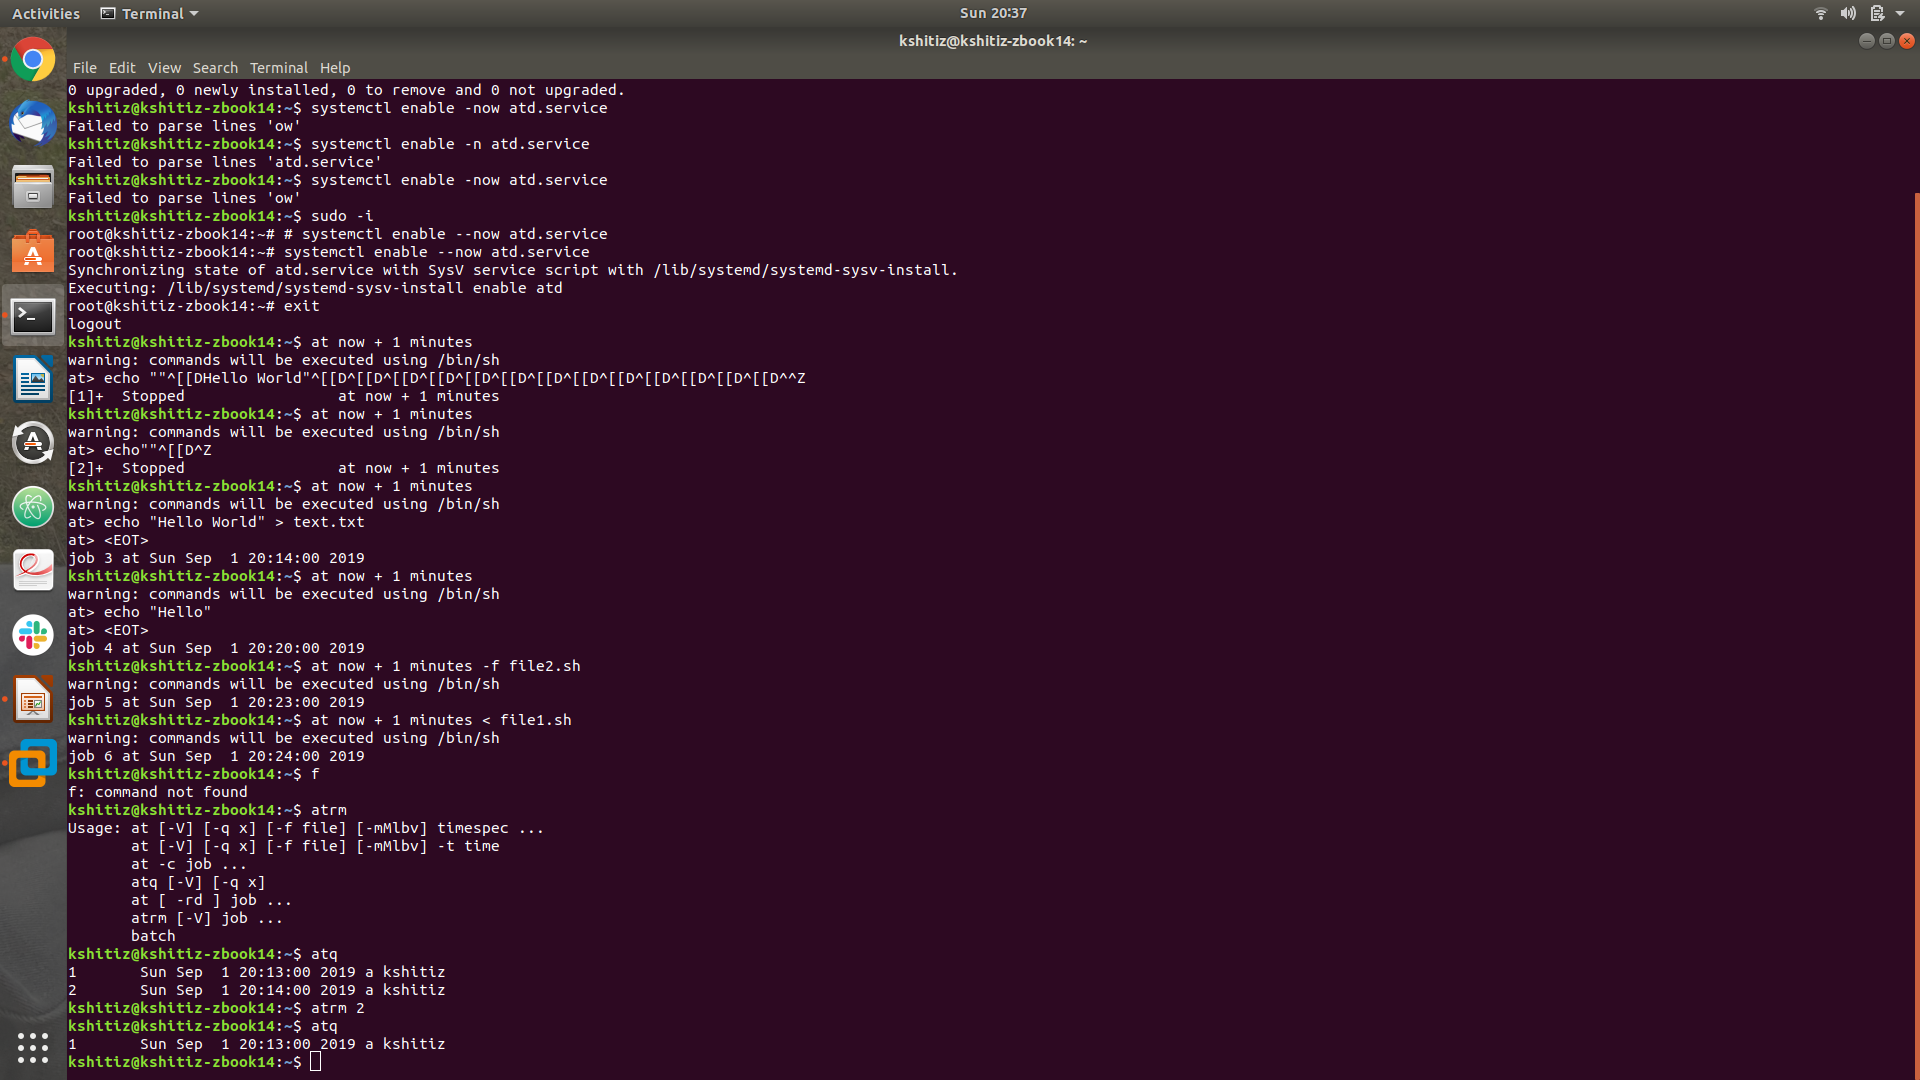 Activities Terminal Sun 20:37
kshitiz@kshitiz-zbook14: ~
File Edit View Search Terminal Help
0 upgraded, 0 newly installed, 0 to remove and 0 not upgraded.
kshitiz@kshitiz-zbook14:~$ systemctl enable -now atd.service
Failed to parse lines 'ow'
kshitiz@kshitiz-zbook14:~$ systemctl enable -n atd.service
Failed to parse lines 'atd.service'
kshitiz@kshitiz-zbook14:~$ systemctl enable -now atd.service
Failed to parse lines 'ow'
kshitiz@kshitiz-zbook14:~$ sudo -i
root@kshitiz-zbook14:~# # systemctl enable --now atd.service
root@kshitiz-zbook14:~# systemctl enable --now atd.service
Synchronizing state of atd.service with SysV service script with /lib/systemd/systemd-sysv-install.
Executing: /lib/systemd/systemd-sysv-install enable atd
root@kshitiz-zbook14:~# exit
logout
kshitiz@kshitiz-zbook14:~$ at now + 1 minutes
warning: commands will be executed using /bin/sh
at> echo ""^[[DHello World"^[[D^[[D^[[D^[[D^[[D^[[D^[[D^[[D^[[D^[[D^[[D^[[D^^Z
[1]+  Stopped                 at now + 1 minutes
kshitiz@kshitiz-zbook14:~$ at now + 1 minutes
warning: commands will be executed using /bin/sh
at> echo""^[[D^Z
[2]+  Stopped                 at now + 1 minutes
kshitiz@kshitiz-zbook14:~$ at now + 1 minutes
warning: commands will be executed using /bin/sh
at> echo "Hello World" > text.txt
at> <EOT>
job 3 at Sun Sep  1 20:14:00 2019
kshitiz@kshitiz-zbook14:~$ at now + 1 minutes
warning: commands will be executed using /bin/sh
at> echo "Hello"
at> <EOT>
job 4 at Sun Sep  1 20:20:00 2019
kshitiz@kshitiz-zbook14:~$ at now + 1 minutes -f file2.sh
warning: commands will be executed using /bin/sh
job 5 at Sun Sep  1 20:23:00 2019
kshitiz@kshitiz-zbook14:~$ at now + 1 minutes < file1.sh
warning: commands will be executed using /bin/sh
job 6 at Sun Sep  1 20:24:00 2019
kshitiz@kshitiz-zbook14:~$ f
f: command not found
kshitiz@kshitiz-zbook14:~$ atrm
Usage: at [-V] [-q x] [-f file] [-mMlbv] timespec ...
       at [-V] [-q x] [-f file] [-mMlbv] -t time
       at -c job ...
       atq [-V] [-q x]
       at [ -rd ] job ...
       atrm [-V] job ...
       batch
kshitiz@kshitiz-zbook14:~$ atq
1       Sun Sep  1 20:13:00 2019 a kshitiz
2       Sun Sep  1 20:14:00 2019 a kshitiz
kshitiz@kshitiz-zbook14:~$ atrm 2
kshitiz@kshitiz-zbook14:~$ atq
1       Sun Sep  1 20:13:00 2019 a kshitiz
kshitiz@kshitiz-zbook14:~$